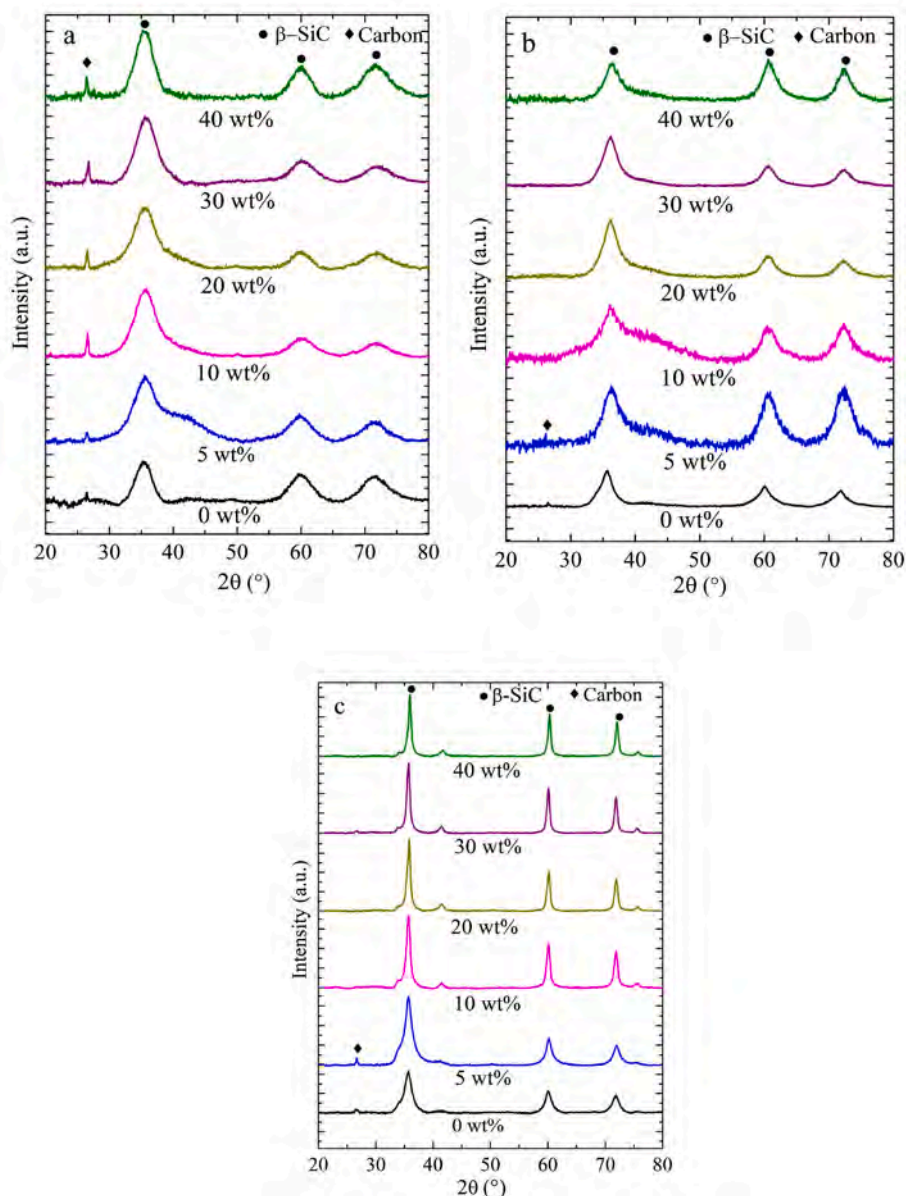 a
● β–SiC ♦ Carbon
40 wt%
30 wt%
20 wt%
10 wt%
5 wt%
0 wt%
20 30 40 50 60 70 80
2θ (°)
Intensity (a.u.)
b
● β–SiC ♦ Carbon
40 wt%
30 wt%
20 wt%
10 wt%
5 wt%
0 wt%
20 30 40 50 60 70 80
2θ (°)
Intensity (a.u.)
c
● β-SiC ♦ Carbon
40 wt%
30 wt%
20 wt%
10 wt%
5 wt%
0 wt%
20 30 40 50 60 70 80
2θ (°)
Intensity (a.u.)